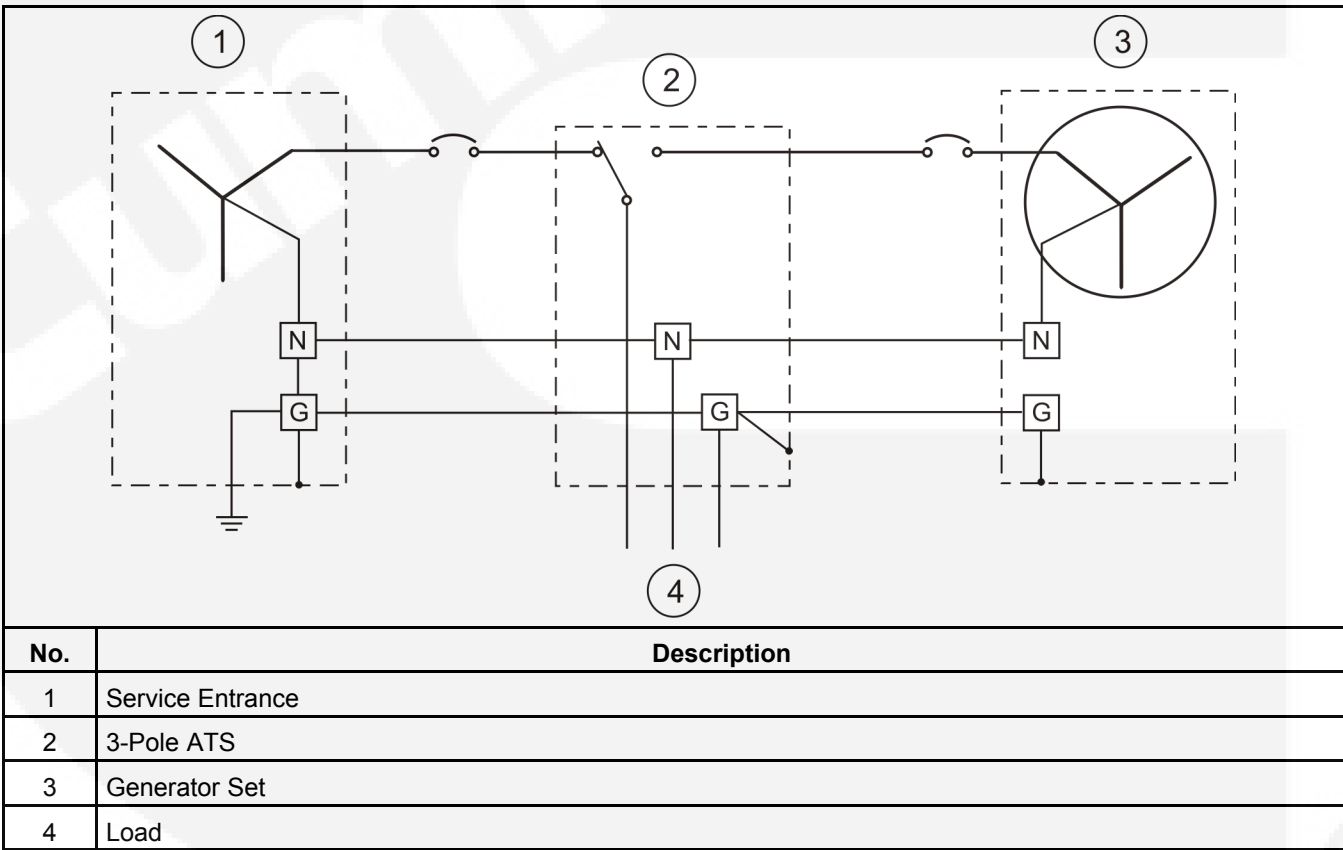 1
2
3
N
N
N
G
G
G
4
No. Description
1 Service Entrance
2 3-Pole ATS
3 Generator Set
4 Load